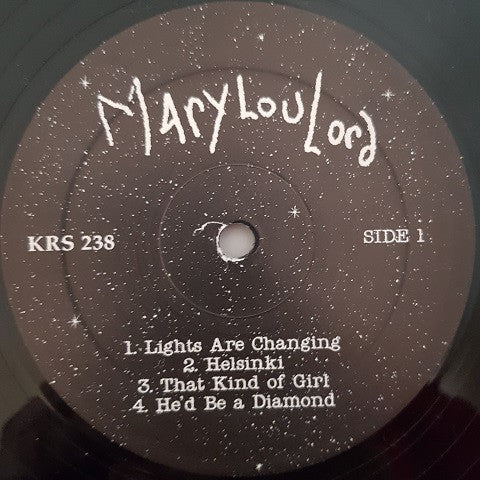 Mary Lou Lord
KRS 238
SIDE 1
1. Lights Are Changing
2. Helsinki
3. That Kind of Girl
4. He'd Be a Diamond